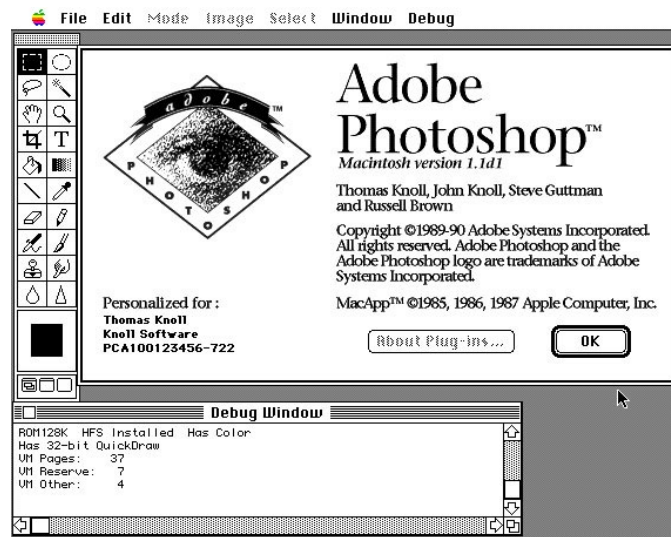 File Edit Mode Image Select Window Debug
adobe™
PHOTOSHOP
T
Adobe
Photoshop™
Macintosh version 1.1d1
Thomas Knoll, John Knoll, Steve Guttman
and Russell Brown
Copyright ©1989-90 Adobe Systems Incorporated.
All rights reserved. Adobe Photoshop and the
Adobe Photoshop logo are trademarks of Adobe
Systems Incorporated.
MacApp™ ©1985, 1986, 1987 Apple Computer, Inc.
Personalized for :
Thomas Knoll
Knoll Software
PCA100123456-722
About Plug-ins...
OK
Debug Window
ROM128K HFS Installed Has Color
Has 32-bit QuickDraw
VM Pages: 37
VM Reserve: 7
VM Other: 4